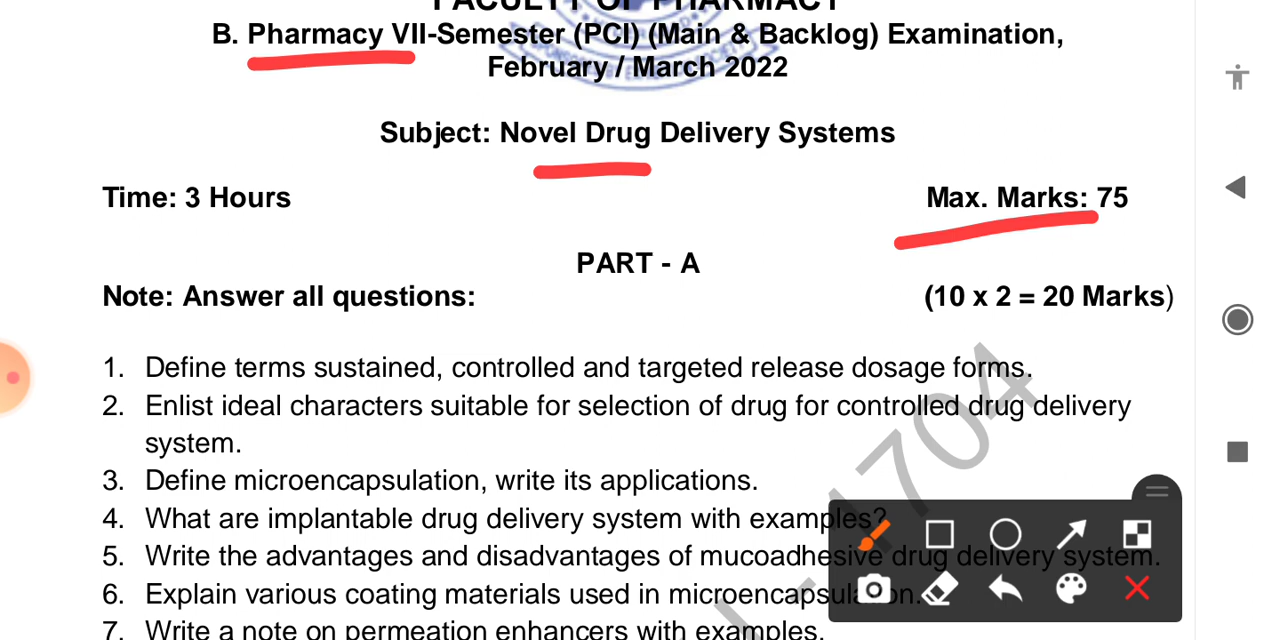 FACULTY OF PHARMACY
B. Pharmacy VII-Semester (PCI) (Main & Backlog) Examination,
February / March 2022
Subject: Novel Drug Delivery Systems
Time: 3 Hours
Max. Marks: 75
PART - A
Note: Answer all questions:
(10 x 2 = 20 Marks)
1. Define terms sustained, controlled and targeted release dosage forms.
2. Enlist ideal characters suitable for selection of drug for controlled drug delivery
system.
3. Define microencapsulation, write its applications.
4. What are implantable drug delivery system with examples?
5. Write the advantages and disadvantages of mucoadhesive drug delivery system.
6. Explain various coating materials used in microencapsulation.
7. Write a note on permeation enhancers with examples.
1704